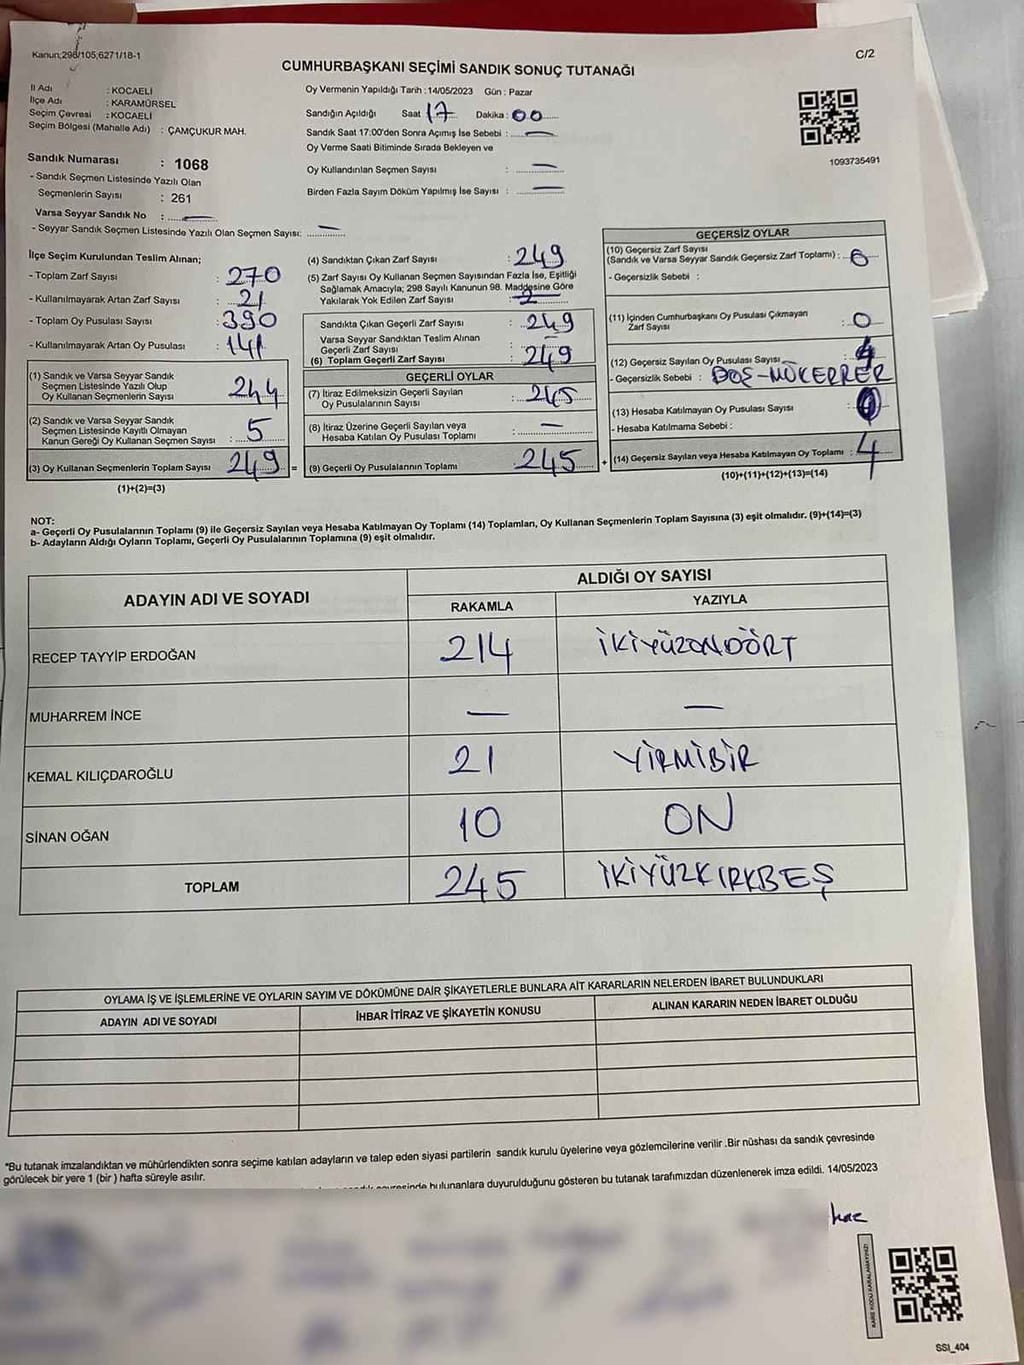 Kanun;298/105,6271/18-1
C/2
CUMHURBAŞKANI SEÇİMİ SANDIK SONUÇ TUTANAĞI
İl Adı : KOCAELİ
İlçe Adı : KARAMÜRSEL
Seçim Çevresi : KOCAELİ
Seçim Bölgesi (Mahalle Adı) : ÇAMÇUKUR MAH.
Sandık Numarası : 1068
- Sandık Seçmen Listesinde Yazılı Olan
Seçmenlerin Sayısı : 261
Varsa Seyyar Sandık No : —
- Seyyar Sandık Seçmen Listesinde Yazılı Olan Seçmen Sayısı: —
Oy Vermenin Yapıldığı Tarih : 14/05/2023 Gün : Pazar
Sandığın Açıldığı Saat 17 Dakika : 00
Sandık Saat 17:00'den Sonra Açımış İse Sebebi : —
Oy Verme Saati Bitiminde Sırada Bekleyen ve
Oy Kullandırılan Seçmen Sayısı : —
Birden Fazla Sayım Döküm Yapılmış İse Sayısı : —
1093735491
İlçe Seçim Kurulundan Teslim Alınan;
- Toplam Zarf Sayısı : 270
- Kullanılmayarak Artan Zarf Sayısı : 21
- Toplam Oy Pusulası Sayısı : 390
- Kullanılmayarak Artan Oy Pusulası : 141
(1) Sandık ve Varsa Seyyar Sandık
Seçmen Listesinde Yazılı Olup
Oy Kullanan Seçmenlerin Sayısı : 244
(2) Sandık ve Varsa Seyyar Sandık
Seçmen Listesinde Kayıtlı Olmayan
Kanun Gereği Oy Kullanan Seçmen Sayısı : 5
(3) Oy Kullanan Seçmenlerin Toplam Sayısı 249 =
(1)+(2)=(3)
(4) Sandıktan Çıkan Zarf Sayısı : 249
(5) Zarf Sayısı Oy Kullanan Seçmen Sayısından Fazla İse, Eşitliği
Sağlamak Amacıyla; 298 Sayılı Kanunun 98. Maddesine Göre
Yakılarak Yok Edilen Zarf Sayısı :
Sandıkta Çıkan Geçerli Zarf Sayısı : 249
Varsa Seyyar Sandıktan Teslim Alınan
Geçerli Zarf Sayısı : —
(6) Toplam Geçerli Zarf Sayısı : 249
GEÇERLİ OYLAR
(7) İtiraz Edilmeksizin Geçerli Sayılan
Oy Pusulalarının Sayısı : 245
(8) İtiraz Üzerine Geçerli Sayılan veya
Hesaba Katılan Oy Pusulası Toplamı : —
(9) Geçerli Oy Pusulalarının Toplamı 245 +
GEÇERSİZ OYLAR
(10) Geçersiz Zarf Sayısı
(Sandık ve Varsa Seyyar Sandık Geçersiz Zarf Toplamı) : 0
- Geçersizlik Sebebi :
(11) İçinden Cumhurbaşkanı Oy Pusulası Çıkmayan
Zarf Sayısı : 0
(12) Geçersiz Sayılan Oy Pusulası Sayısı : 4
- Geçersizlik Sebebi : BOŞ-MÜKERRER
(13) Hesaba Katılmayan Oy Pusulası Sayısı :
- Hesaba Katılmama Sebebi :
(14) Geçersiz Sayılan veya Hesaba Katılmayan Oy Toplamı : 4
(10)+(11)+(12)+(13)=(14)
NOT:
a- Geçerli Oy Pusulalarının Toplamı (9) ile Geçersiz Sayılan veya Hesaba Katılmayan Oy Toplamı (14) Toplamları, Oy Kullanan Seçmenlerin Toplam Sayısına (3) eşit olmalıdır. (9)+(14)=(3)
b- Adayların Aldığı Oyların Toplamı, Geçerli Oy Pusulalarının Toplamına (9) eşit olmalıdır.
ADAYIN ADI VE SOYADI
ALDIĞI OY SAYISI
RAKAMLA YAZIYLA
RECEP TAYYİP ERDOĞAN 214 İKİYÜZONDÖRT
MUHARREM İNCE — —
KEMAL KILIÇDAROĞLU 21 YİRMİBİR
SİNAN OĞAN 10 ON
TOPLAM 245 İKİYÜZKIRKBEŞ
OYLAMA İŞ VE İŞLEMLERİNE VE OYLARIN SAYIM VE DÖKÜMÜNE DAİR ŞİKAYETLERLE BUNLARA AİT KARARLARIN NELERDEN İBARET BULUNDUKLARI
ADAYIN ADI VE SOYADI İHBAR İTİRAZ VE ŞİKAYETİN KONUSU ALINAN KARARIN NEDEN İBARET OLDUĞU
*Bu tutanak imzalandıktan ve mühürlendikten sonra seçime katılan adayların ve talep eden siyasi partilerin sandık kurulu üyelerine veya gözlemcilerine verilir .Bir nüshası da sandık çevresinde
görülecek bir yere 1 (bir ) hafta süreyle asılır.
bulunanlara duyurulduğunu gösteren bu tutanak tarafımızdan düzenlenerek imza edildi. 14/05/2023
KARE KODU KARALAMAYINIZ!
SSI_404